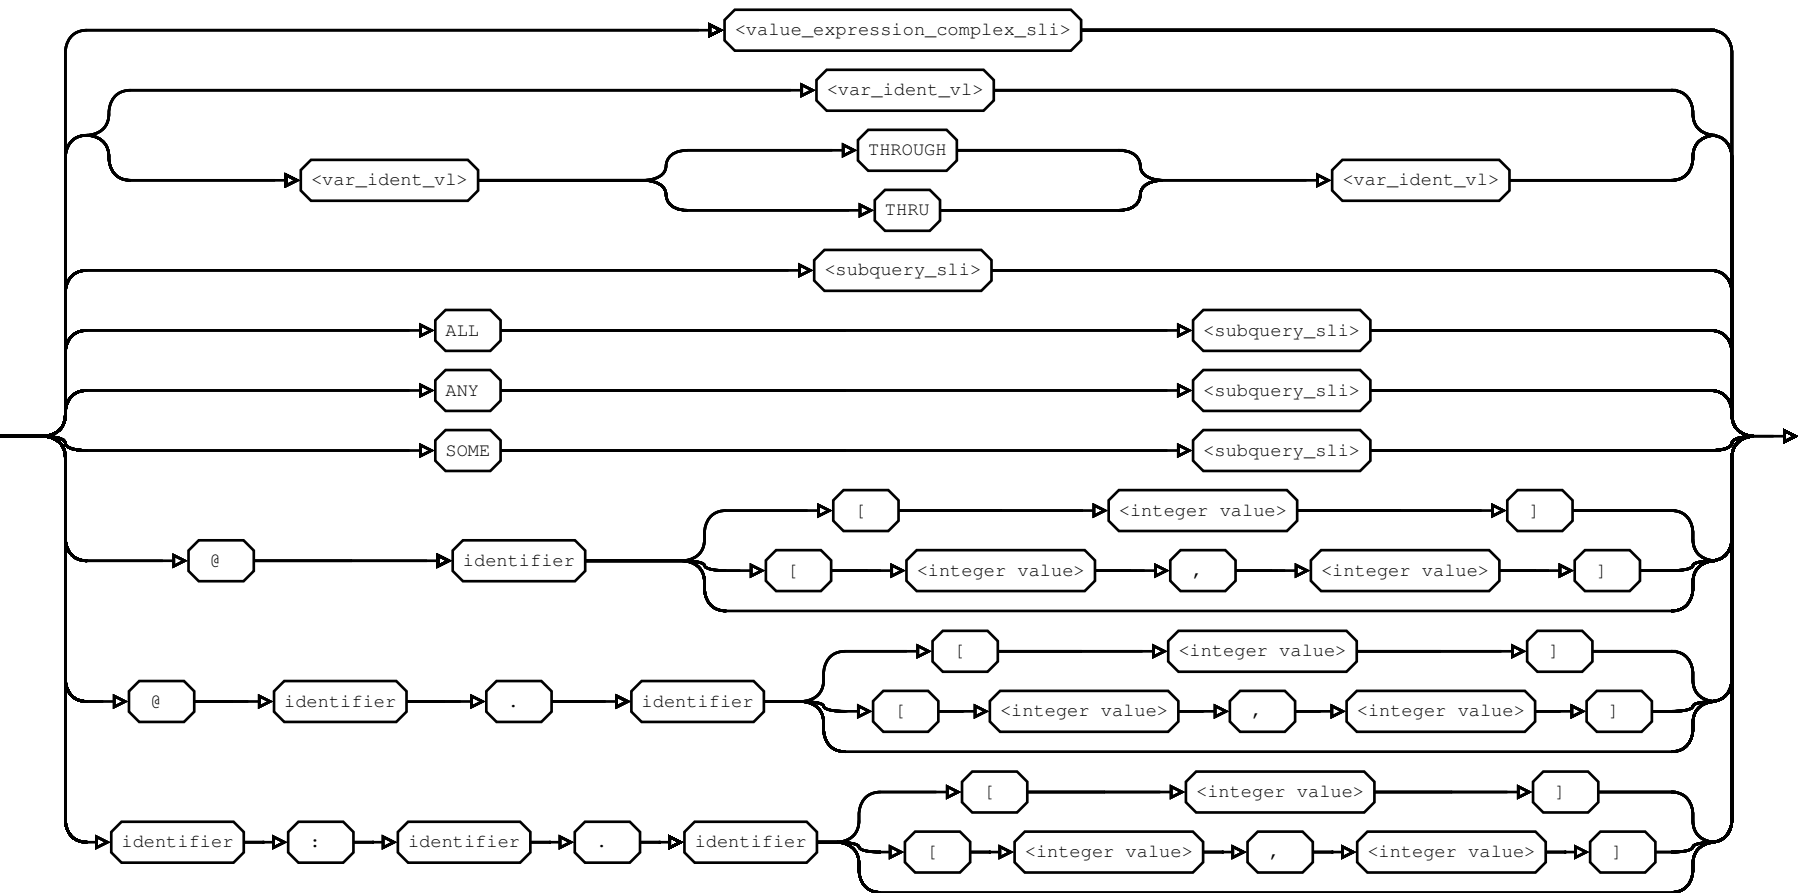 <value_expression_complex_sli>
<var_ident_vl>
THROUGH
<var_ident_vl> <var_ident_vl>
THRU
<subquery_sli>
ALL <subquery_sli>
ANY <subquery_sli>
SOME <subquery_sli>
[ <integer value> ]
@ identifier
[ <integer value> , <integer value> ]
[ <integer value> ]
@ identifier . identifier
[ <integer value> , <integer value> ]
[ <integer value> ]
identifier : identifier . identifier
[ <integer value> , <integer value> ]